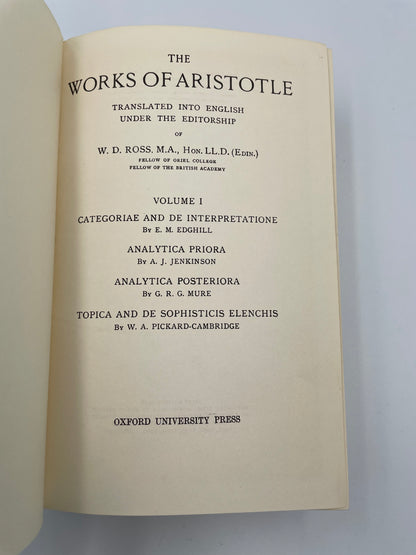 THE
WORKS OF ARISTOTLE
TRANSLATED INTO ENGLISH
UNDER THE EDITORSHIP
OF
W. D. ROSS, M.A., HON. LL.D. (EDIN.)
FELLOW OF ORIEL COLLEGE
FELLOW OF THE BRITISH ACADEMY
VOLUME I
CATEGORIAE AND DE INTERPRETATIONE
BY E. M. EDGHILL
ANALYTICA PRIORA
BY A. J. JENKINSON
ANALYTICA POSTERIORA
BY G. R. G. MURE
TOPICA AND DE SOPHISTICIS ELENCHIS
BY W. A. PICKARD-CAMBRIDGE
OXFORD UNIVERSITY PRESS